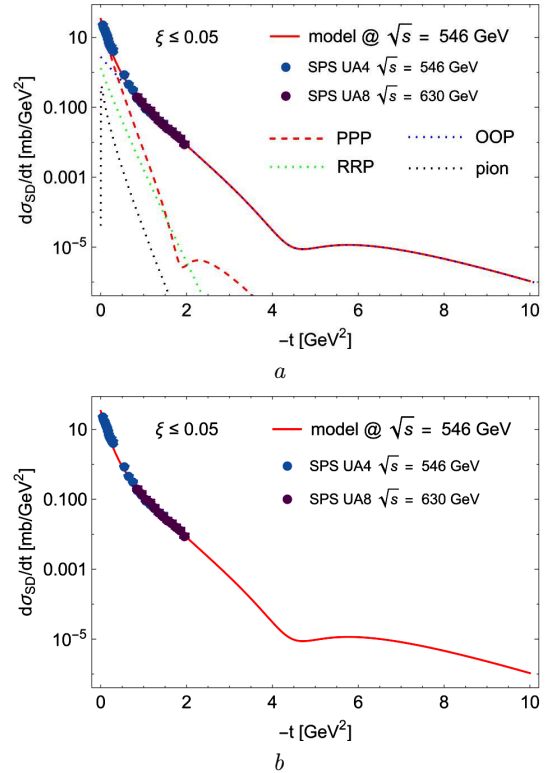 ξ ≤ 0.05
model @ √s = 546 GeV
SPS UA4 √s = 546 GeV
SPS UA8 √s = 630 GeV
PPP
OOP
RRP
pion
dσSD/dt [mb/GeV²]
10
0.100
0.001
10⁻⁵
0 2 4 6 8 10
−t [GeV²]
a
ξ ≤ 0.05
model @ √s = 546 GeV
SPS UA4 √s = 546 GeV
SPS UA8 √s = 630 GeV
dσSD/dt [mb/GeV²]
10
0.100
0.001
10⁻⁵
0 2 4 6 8 10
−t [GeV²]
b